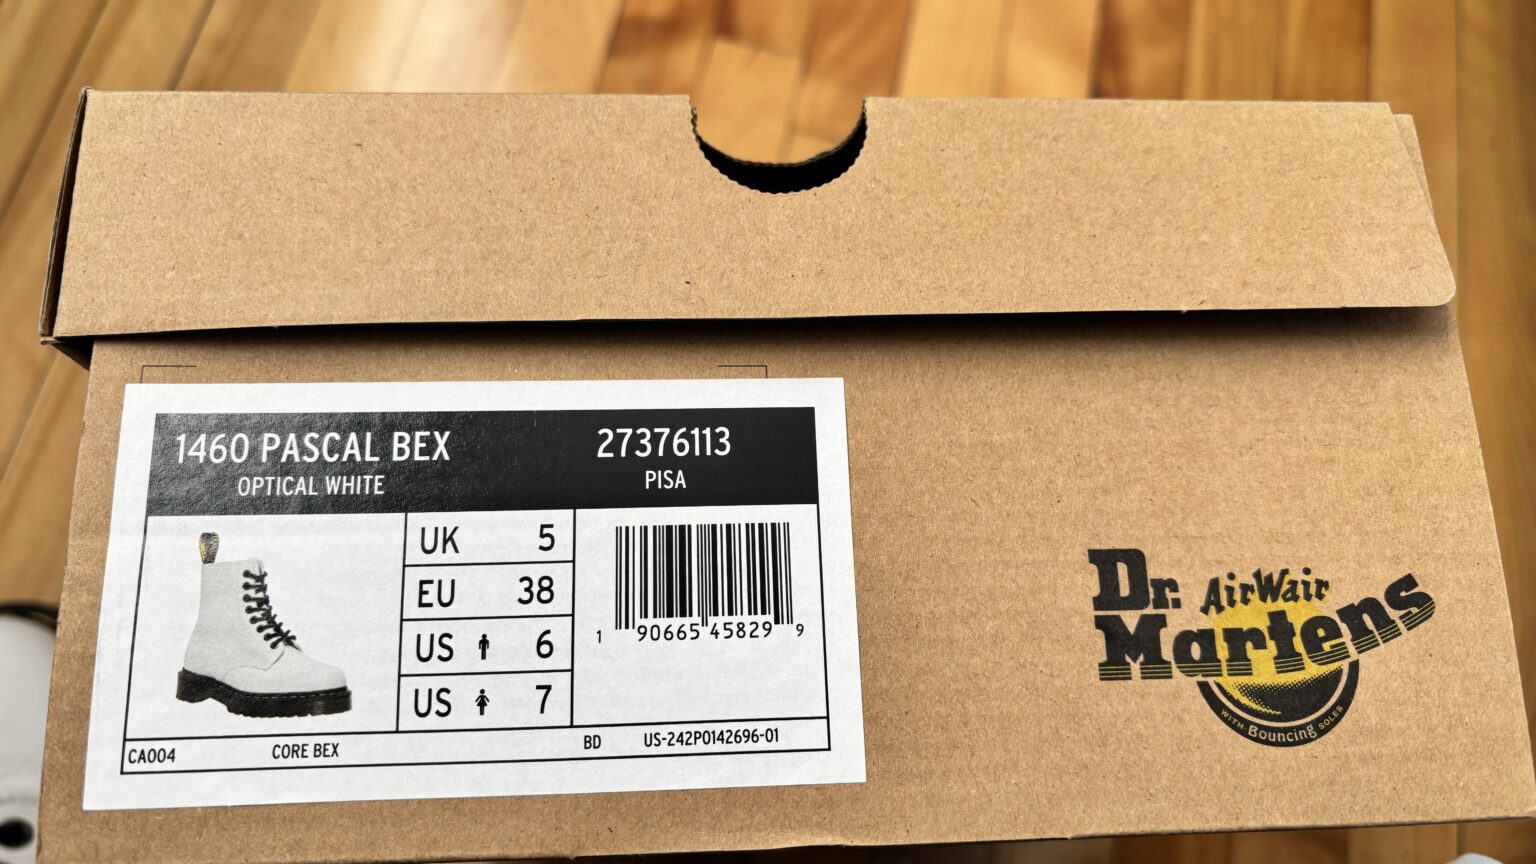 1460 PASCAL BEX
OPTICAL WHITE
27376113
PISA
UK 5
EU 38
US 6
US 7
1 90665 45829 9
CA004 CORE BEX BD US-242P0142696-01
Dr. AirWair
Martens
WITH Bouncing SOLES